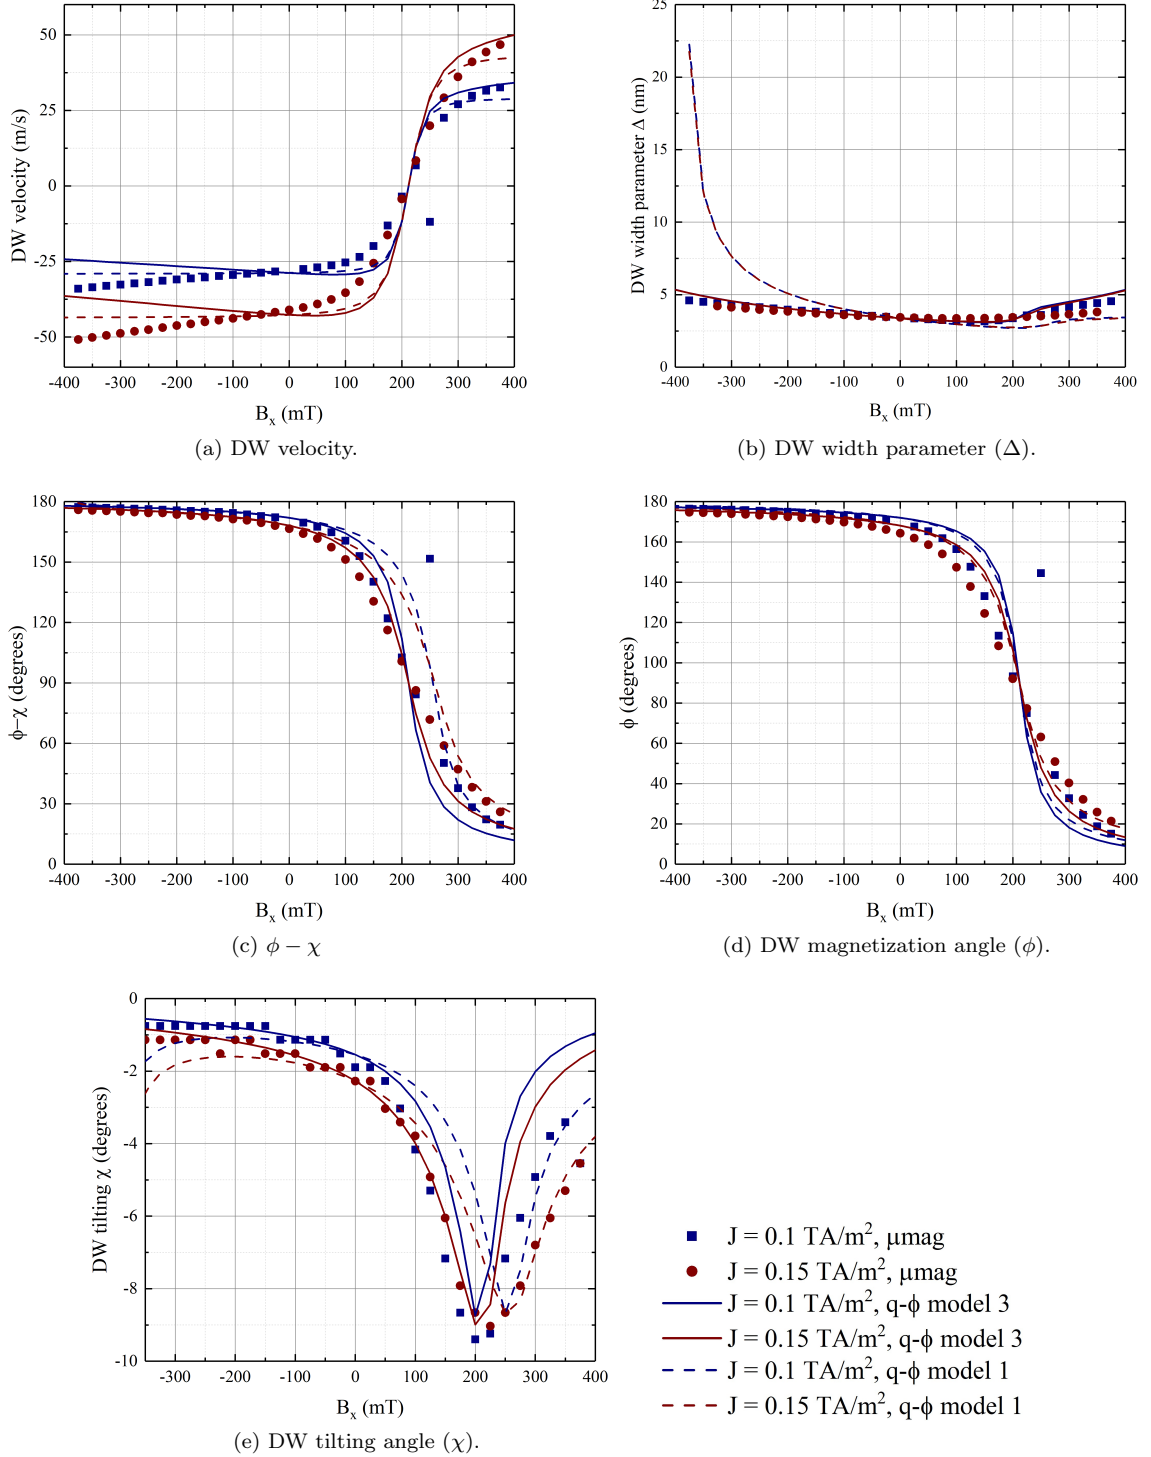 50
25
0
-25
-50
DW velocity (m/s)
-400 -300 -200 -100 0 100 200 300 400
Bx (mT)
(a) DW velocity.
25
20
15
10
5
0
DW width parameter Δ (nm)
-400 -300 -200 -100 0 100 200 300 400
Bx (mT)
(b) DW width parameter (Δ).
180
150
120
90
60
30
0
ϕ–χ (degrees)
-400 -300 -200 -100 0 100 200 300 400
Bx (mT)
(c) ϕ − χ
180
160
140
120
100
80
60
40
20
0
ϕ (degrees)
-400 -300 -200 -100 0 100 200 300 400
Bx (mT)
(d) DW magnetization angle (ϕ).
0
-2
-4
-6
-8
-10
DW tilting χ (degrees)
-300 -200 -100 0 100 200 300 400
Bx (mT)
(e) DW tilting angle (χ).
J = 0.1 TA/m², μmag
J = 0.15 TA/m², μmag
J = 0.1 TA/m², q-ϕ model 3
J = 0.15 TA/m², q-ϕ model 3
J = 0.1 TA/m², q-ϕ model 1
J = 0.15 TA/m², q-ϕ model 1